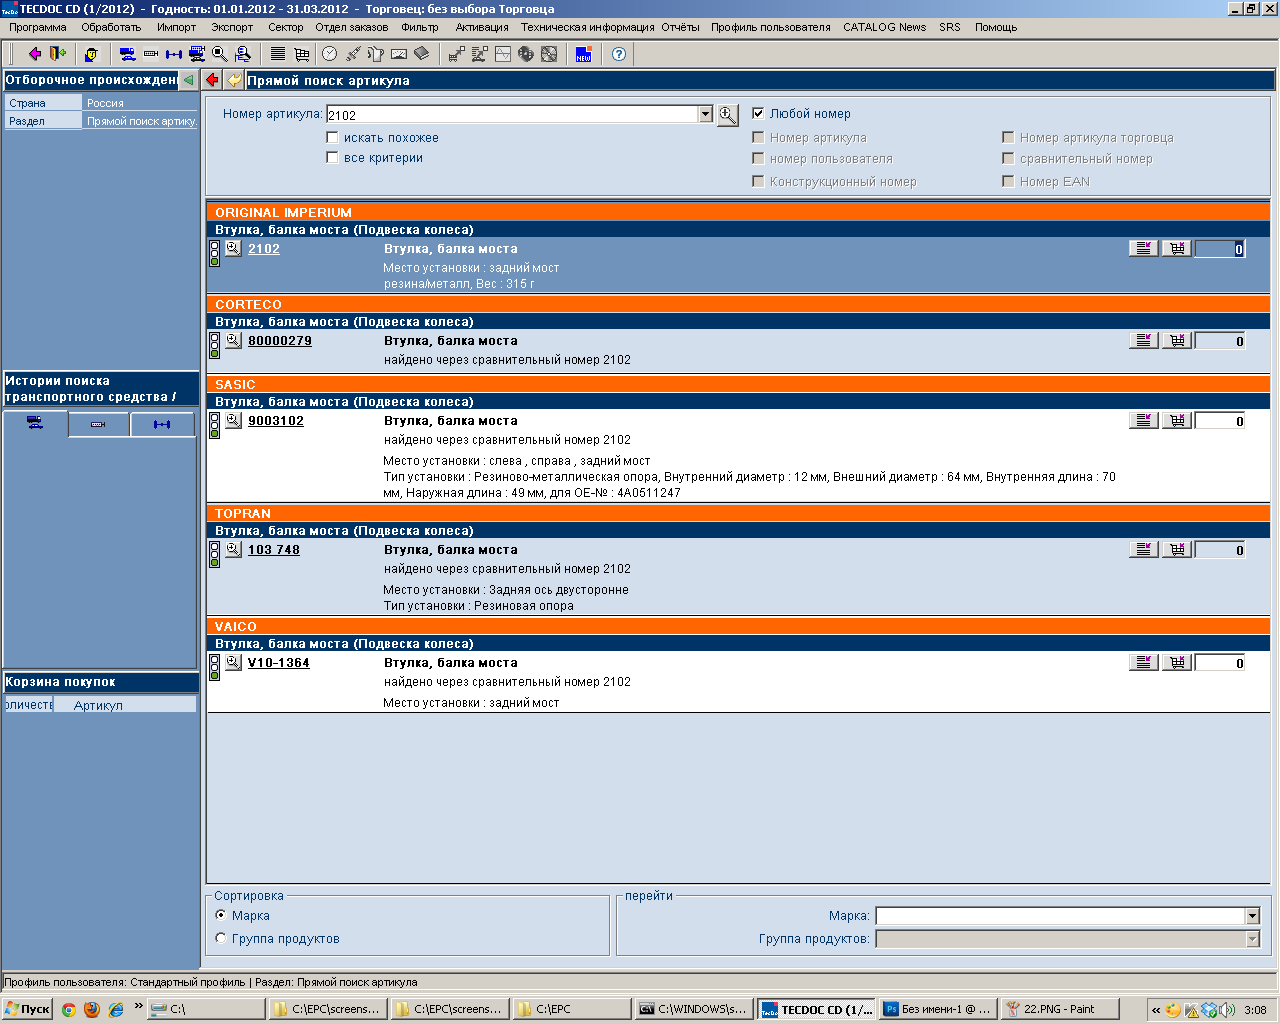 TECDOC CD (1/2012) - Годность: 01.01.2012 - 31.03.2012 - Торговец: без выбора Торговца
Программа Обработать Импорт Экспорт Сектор Отдел заказов Фильтр Активация Техническая информация Отчёты Профиль пользователя CATALOG News SRS Помощь
NEW
Отборочное происхожден
Страна Россия
Раздел Прямой поиск артику.
Прямой поиск артикула
Номер артикула: 2102
искать похожее
все критерии
Любой номер
Номер артикула
Номер артикула торговца
номер пользователя
сравнительный номер
Конструкционный номер
Номер EAN
ORIGINAL IMPERIUM
Втулка, балка моста (Подвеска колеса)
2102 Втулка, балка моста 0
Место установки : задний мост
резина/металл, Вес : 315 г
CORTECO
Втулка, балка моста (Подвеска колеса)
80000279 Втулка, балка моста 0
найдено через сравнительный номер 2102
SASIC
Втулка, балка моста (Подвеска колеса)
9003102 Втулка, балка моста 0
найдено через сравнительный номер 2102
Место установки : слева , справа , задний мост
Тип установки : Резиново-металлическая опора, Внутренний диаметр : 12 мм, Внешний диаметр : 64 мм, Внутренняя длина : 70
мм, Наружная длина : 49 мм, для OE-№ : 4A0511247
TOPRAN
Втулка, балка моста (Подвеска колеса)
103 748 Втулка, балка моста 0
найдено через сравнительный номер 2102
Место установки : Задняя ось двусторонне
Тип установки : Резиновая опора
VAICO
Втулка, балка моста (Подвеска колеса)
V10-1364 Втулка, балка моста 0
найдено через сравнительный номер 2102
Место установки : задний мост
Истории поиска
транспортного средства /
Корзина покупок
оличеств Артикул
Сортировка
Марка
Группа продуктов
перейти
Марка:
Группа продуктов:
Профиль пользователя: Стандартный профиль | Раздел: Прямой поиск артикула
Пуск » C:\ C:\EPC\screens... C:\EPC\screens... C:\EPC C:\WINDOWS\s... TECDOC CD (1/... Без имени-1 @ ... 22.PNG - Paint « 3:08